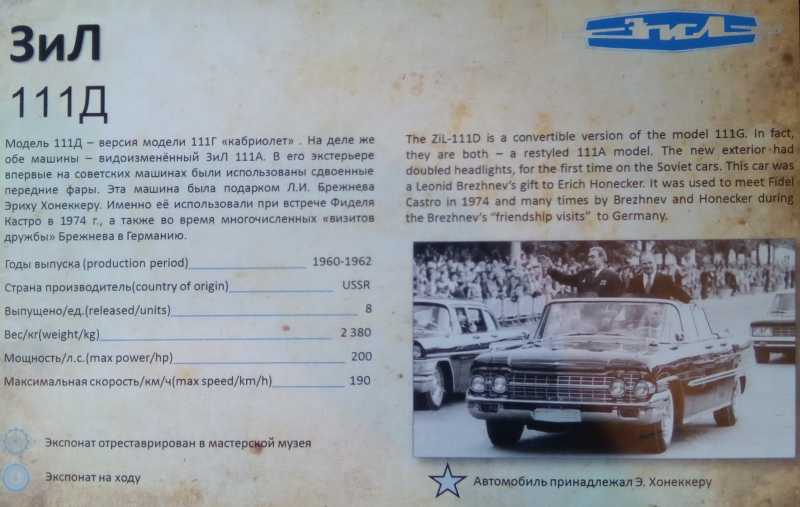 ЗиЛ
111Д
ЗиЛ
Модель 111Д – версия модели 111Г «кабриолет» . На деле же
обе машины – видоизменённый ЗиЛ 111А. В его экстерьере
впервые на советских машинах были использованы сдвоенные
передние фары. Эта машина была подарком Л.И. Брежнева
Эриху Хонеккеру. Именно её использовали при встрече Фиделя
Кастро в 1974 г., а также во время многочисленных «визитов
дружбы» Брежнева в Германию.
The ZiL-111D is a convertible version of the model 111G. In fact,
they are both – a restyled 111A model. The new exterior had
doubled headlights, for the first time on the Soviet cars. This car was
a Leonid Brezhnev's gift to Erich Honecker. It was used to meet Fidel
Castro in 1974 and many times by Brezhnev and Honecker during
the Brezhnev's "friendship visits" to Germany.
Годы выпуска (production period) 1960-1962
Страна производитель(country of origin) USSR
Выпущено/ед.(released/units) 8
Вес/кг(weight/kg) 2 380
Мощность/л.с.(max power/hp) 200
Максимальная скорость/км/ч(max speed/km/h) 190
Экспонат отреставрирован в мастерской музея
Экспонат на ходу
Автомобиль принадлежал Э. Хонеккеру